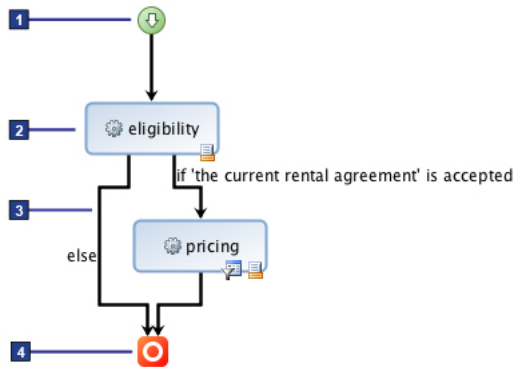 1
2
eligibility
if 'the current rental agreement' is accepted
3
else
pricing
4